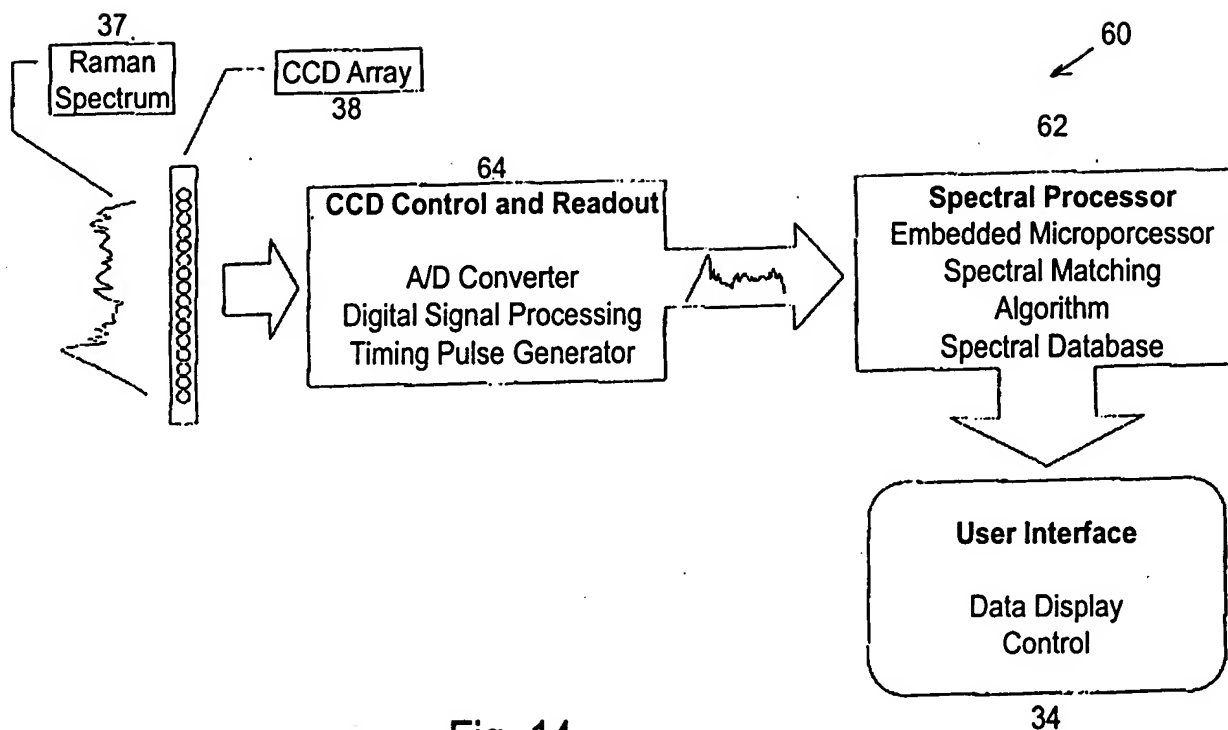 37
Raman
Spectrum
CCD Array
38
60
62
64
CCD Control and Readout
A/D Converter
Digital Signal Processing
Timing Pulse Generator
Spectral Processor
Embedded Microporcessor
Spectral Matching
Algorithm
Spectral Database
User Interface
Data Display
Control
34